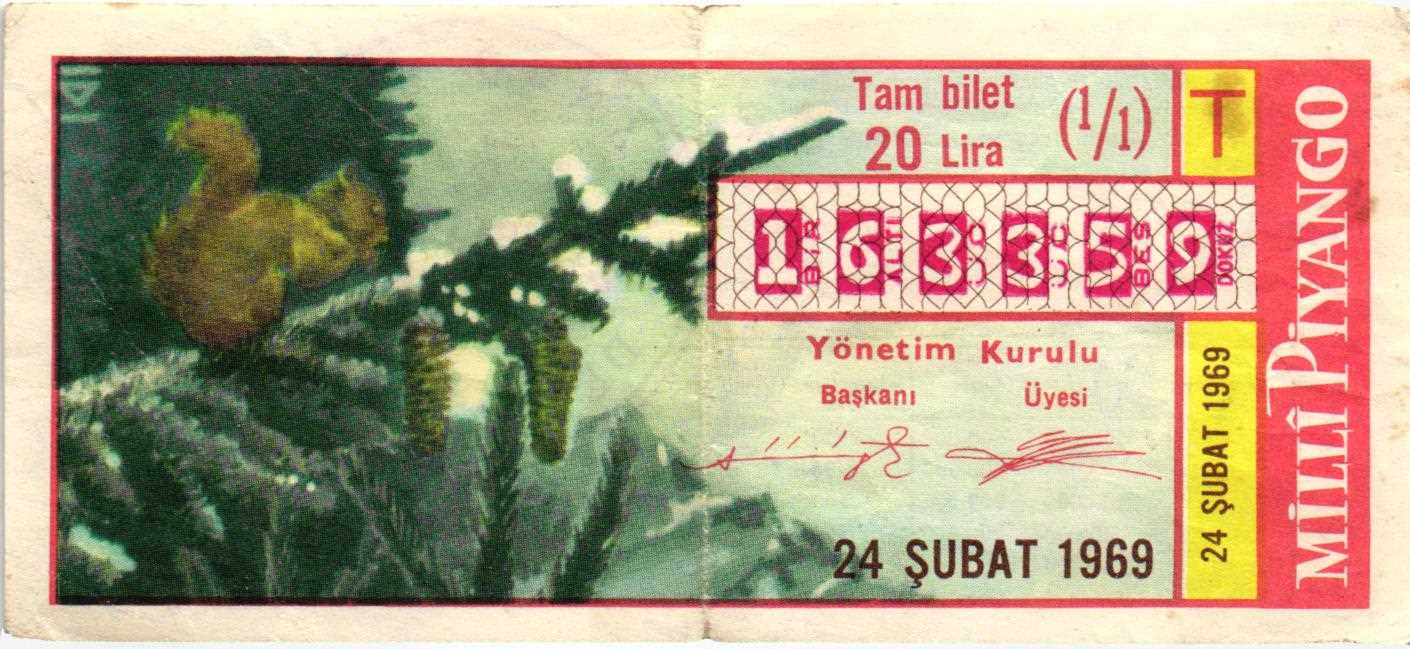 Tam bilet
20 Lira
(1/1)
T
1 BİR 6 ALTI 3 ÜÇ 3 ÜÇ 5 BEŞ 9 DOKUZ
Yönetim Kurulu
Başkanı Üyesi
24 ŞUBAT 1969
24 ŞUBAT 1969
MİLLÎ PİYANGO